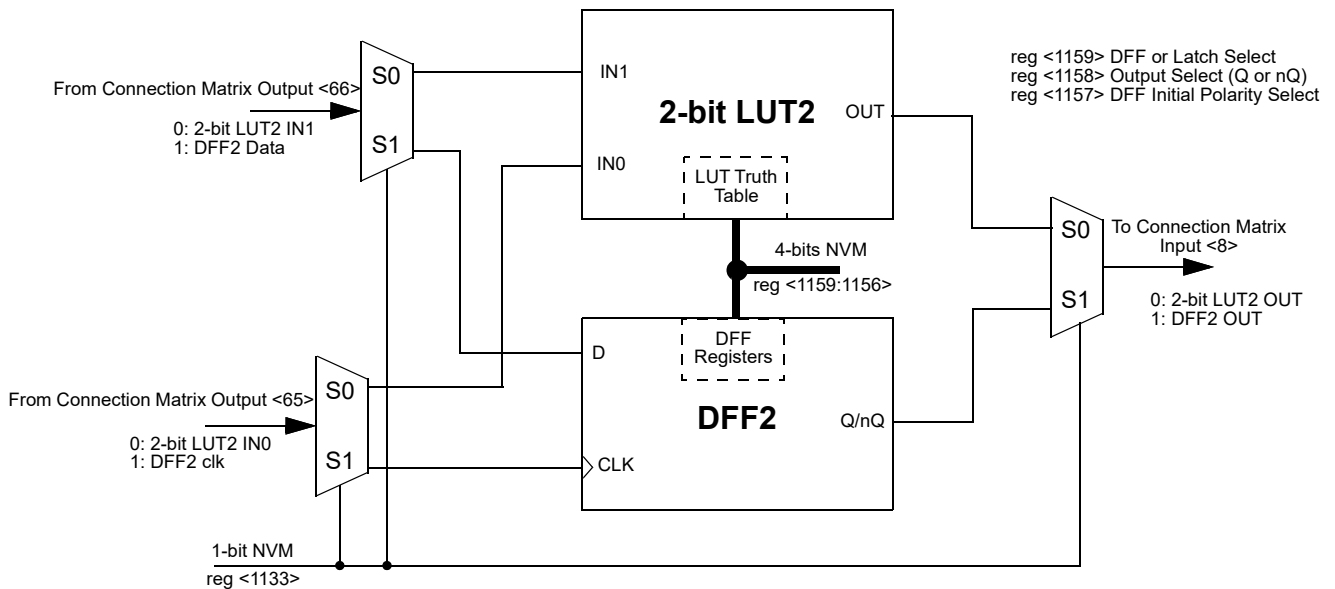 reg <1159> DFF or Latch Select
reg <1158> Output Select (Q or nQ)
reg <1157> DFF Initial Polarity Select
From Connection Matrix Output <66>
0: 2-bit LUT2 IN1
1: DFF2 Data
S0
S1
IN1
IN0
2-bit LUT2
OUT
LUT Truth
Table
4-bits NVM
reg <1159:1156>
To Connection Matrix
Input <8>
S0
S1
0: 2-bit LUT2 OUT
1: DFF2 OUT
From Connection Matrix Output <65>
0: 2-bit LUT2 IN0
1: DFF2 clk
S0
S1
D
CLK
DFF
Registers
DFF2
Q/nQ
1-bit NVM
reg <1133>